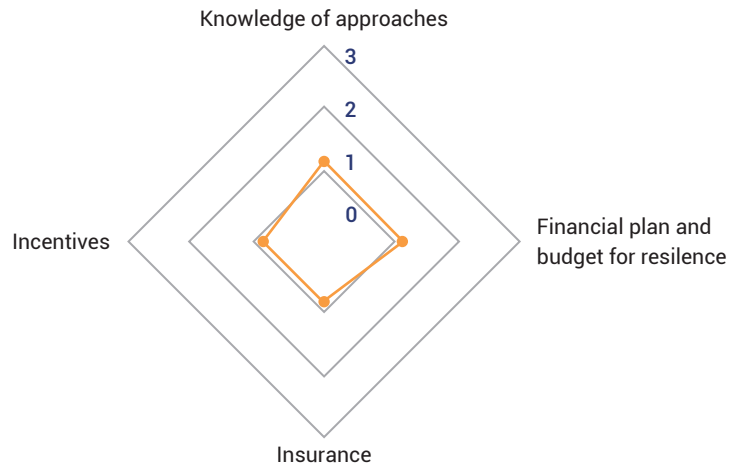 Knowledge of approaches
3
2
1
0
Incentives
Financial plan and
budget for resilence
Insurance